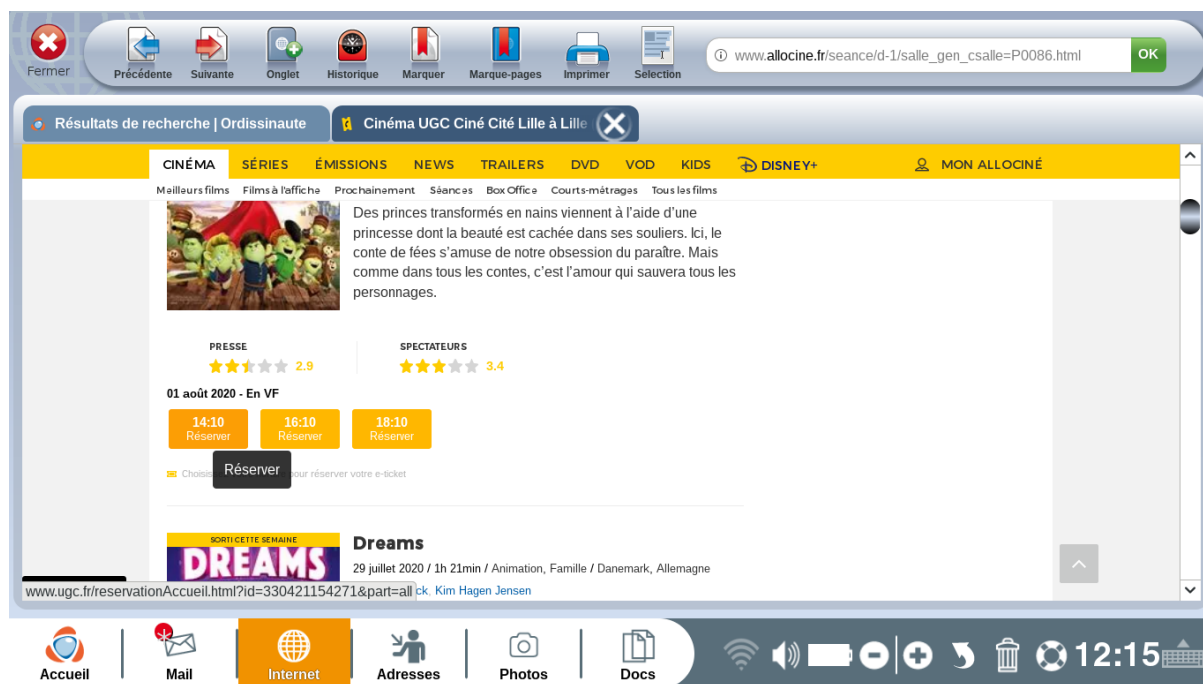 Fermer
Précédente Suivante Onglet Historique Marquer Marque-pages Imprimer Sélection
www.allocine.fr/seance/d-1/salle_gen_csalle=P0086.html OK
Résultats de recherche | Ordissinaute Cinéma UGC Ciné Cité Lille à Lille
CINÉMA SÉRIES ÉMISSIONS NEWS TRAILERS DVD VOD KIDS DISNEY+ MON ALLOCINÉ
Meilleurs films Films à l'affiche Prochainement Séances Box Office Courts-métrages Tous les films
Des princes transformés en nains viennent à l'aide d'une
princesse dont la beauté est cachée dans ses souliers. Ici, le
conte de fées s'amuse de notre obsession du paraître. Mais
comme dans tous les contes, c'est l'amour qui sauvera tous les
personnages.
PRESSE SPECTATEURS
2.9 3.4
01 août 2020 - En VF
14:10 16:10 18:10
Réserver Réserver Réserver
Réserver
pour réserver votre e-ticket
SORTI CETTE SEMAINE
DREAMS
Dreams
29 juillet 2020 / 1h 21min / Animation, Famille / Danemark, Allemagne
www.ugc.fr/reservationAccueil.html?id=330421154271&part=all
ck, Kim Hagen Jensen
Accueil Mail Internet Adresses Photos Docs
12:15